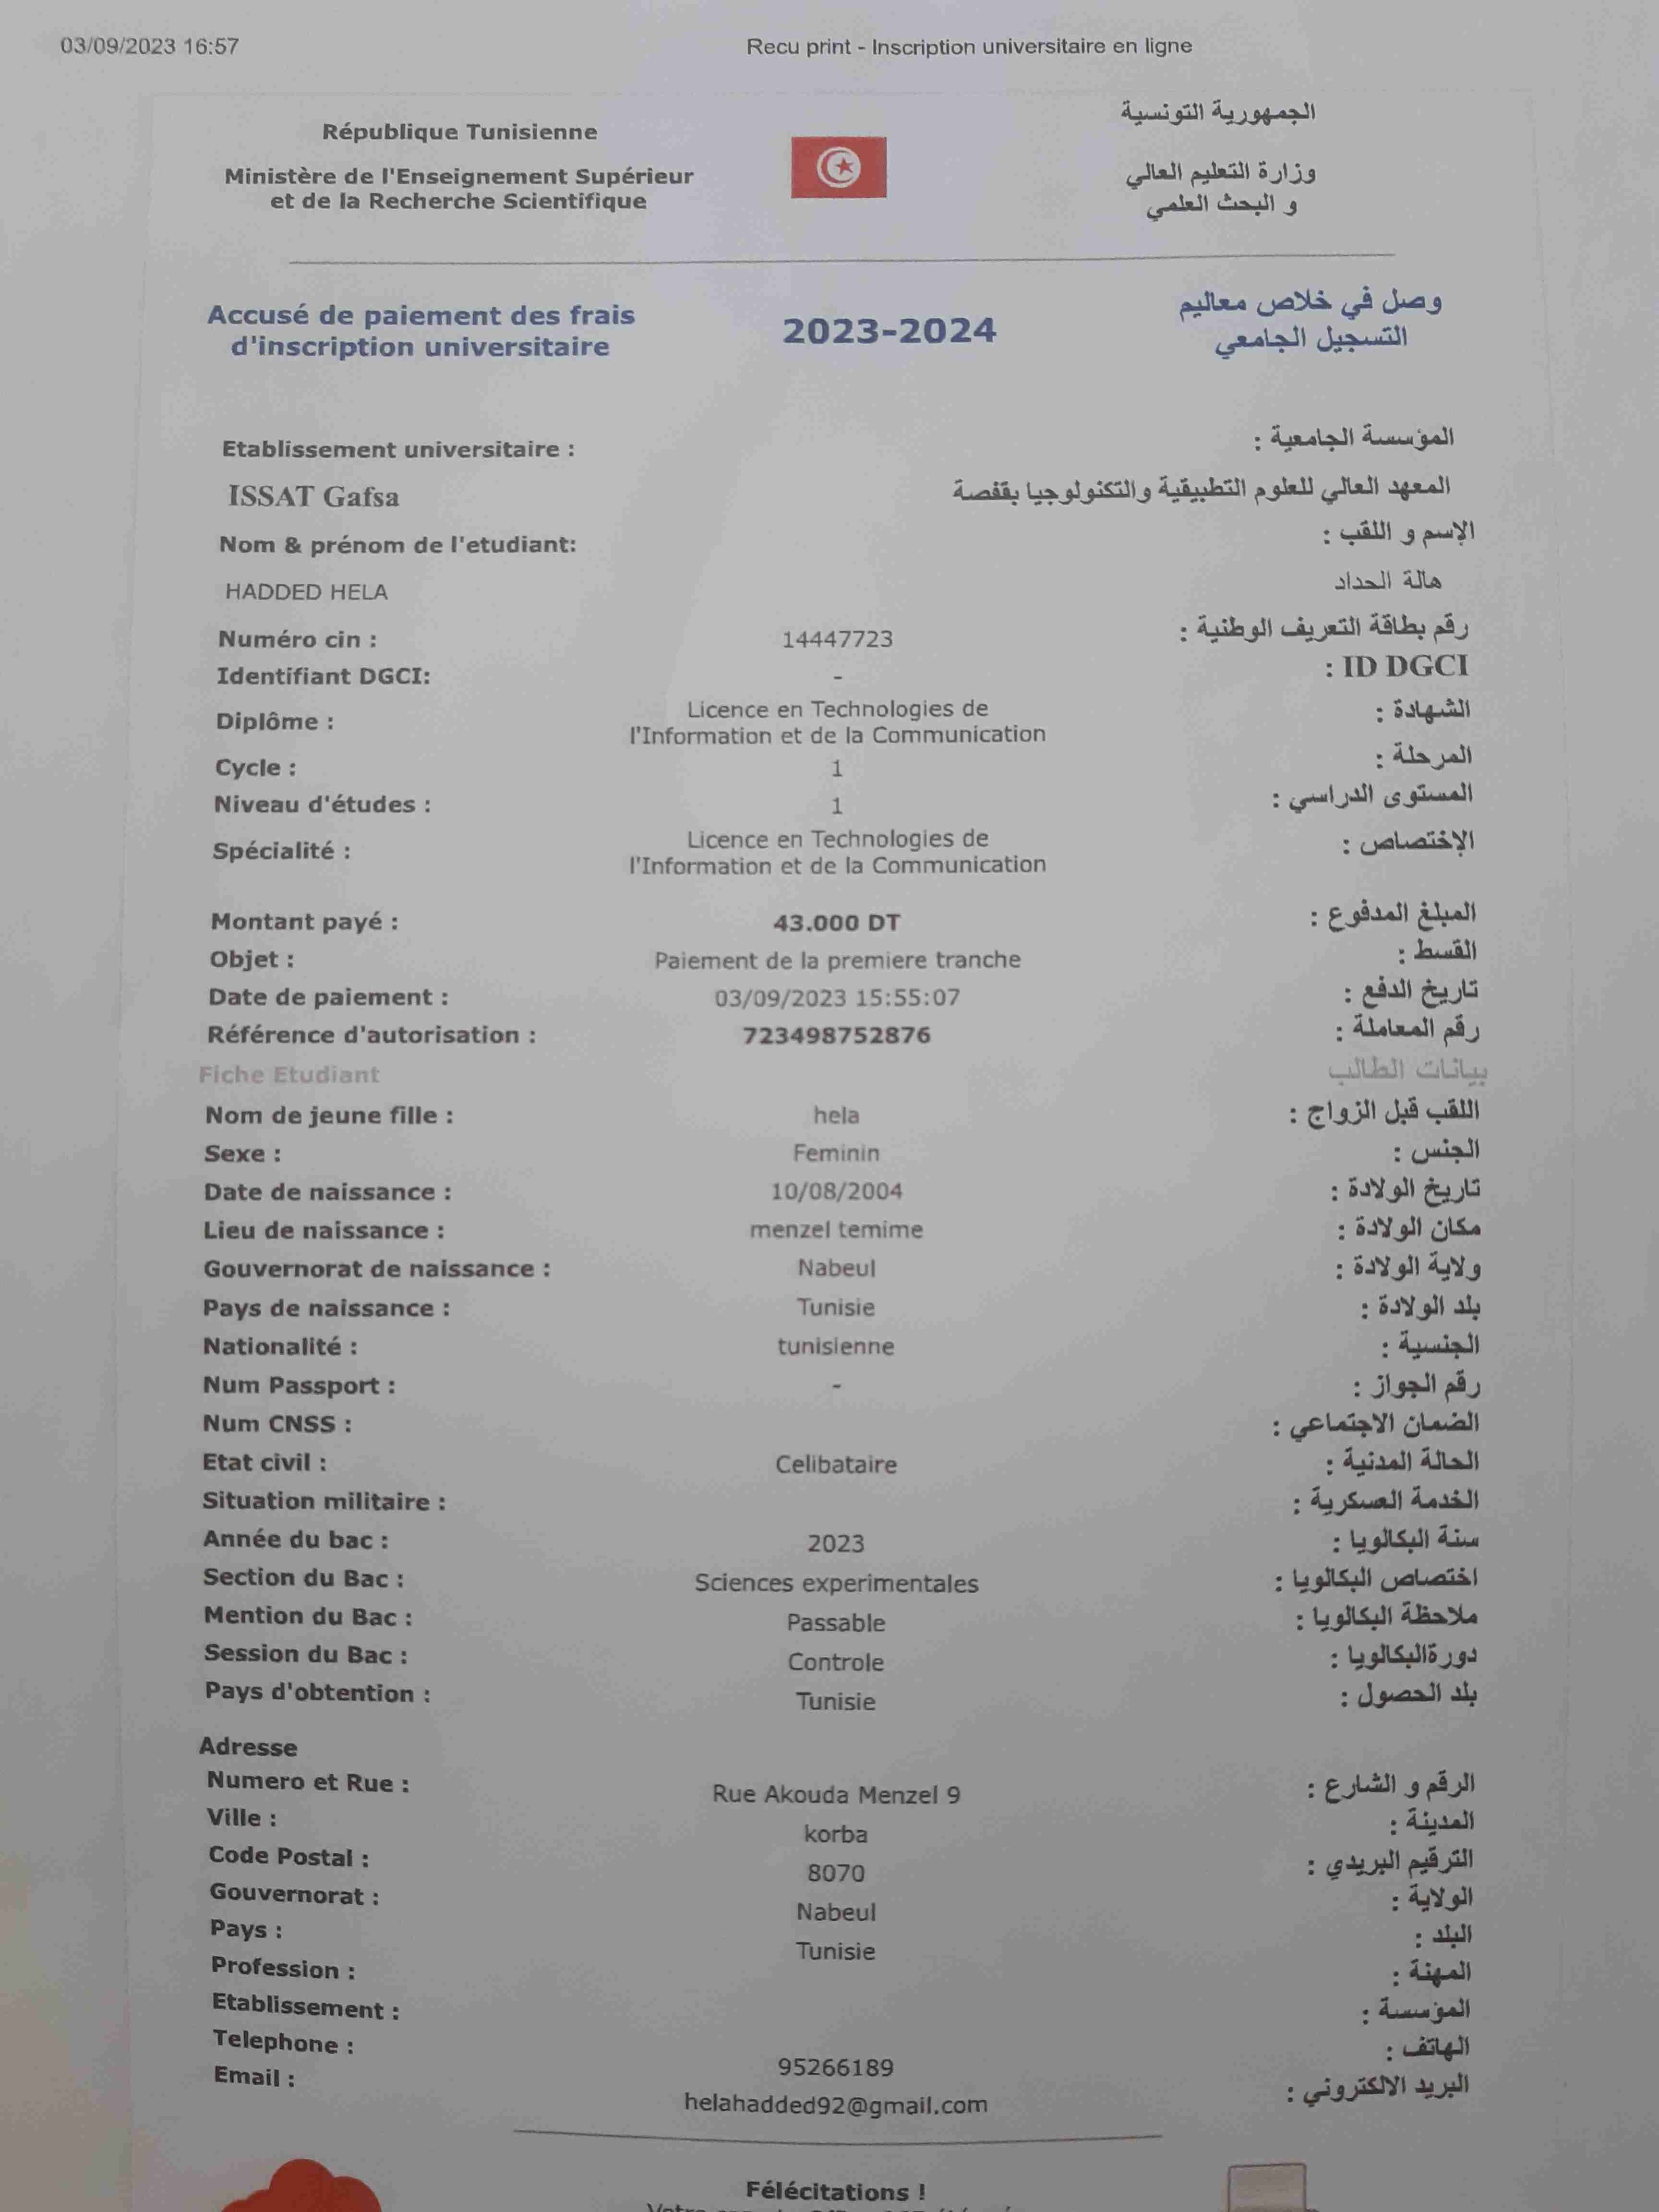 03/09/2023 16:57
Recu print - Inscription universitaire en ligne
République Tunisienne
الجمهورية التونسية
Ministère de l'Enseignement Supérieur
et de la Recherche Scientifique
وزارة التعليم العالي
و البحث العلمي
Accusé de paiement des frais
d'inscription universitaire
2023-2024
وصل في خلاص معاليم
التسجيل الجامعي
Etablissement universitaire :
المؤسسة الجامعية :
ISSAT Gafsa
المعهد العالي للعلوم التطبيقية والتكنولوجيا بقفصة
Nom & prénom de l'etudiant:
الإسم و اللقب :
HADDED HELA
هالة الحداد
Numéro cin : 14447723 رقم بطاقة التعريف الوطنية :
Identifiant DGCI: - ID DGCI :
Diplôme : Licence en Technologies de
l'Information et de la Communication الشهادة :
Cycle : 1 المرحلة :
Niveau d'études : 1 المستوى الدراسي :
Spécialité : Licence en Technologies de
l'Information et de la Communication الإختصاص :
Montant payé : 43.000 DT المبلغ المدفوع :
Objet : Paiement de la premiere tranche القسط :
Date de paiement : 03/09/2023 15:55:07 تاريخ الدفع :
Référence d'autorisation : 723498752876 رقم المعاملة :
Fiche Etudiant بيانات الطالب
Nom de jeune fille : hela اللقب قبل الزواج :
Sexe : Feminin الجنس :
Date de naissance : 10/08/2004 تاريخ الولادة :
Lieu de naissance : menzel temime مكان الولادة :
Gouvernorat de naissance : Nabeul ولاية الولادة :
Pays de naissance : Tunisie بلد الولادة :
Nationalité : tunisienne الجنسية :
Num Passport : - رقم الجواز :
Num CNSS : الضمان الاجتماعي :
Etat civil : Celibataire الحالة المدنية :
Situation militaire : الخدمة العسكرية :
Année du bac : 2023 سنة البكالويا :
Section du Bac : Sciences experimentales اختصاص البكالويا :
Mention du Bac : Passable ملاحظة البكالويا :
Session du Bac : Controle دورةالبكالويا :
Pays d'obtention : Tunisie بلد الحصول :
Adresse
Numero et Rue : Rue Akouda Menzel 9 الرقم و الشارع :
Ville : korba المدينة :
Code Postal : 8070 الترقيم البريدي :
Gouvernorat : Nabeul الولاية :
Pays : Tunisie البلد :
Profession : المهنة :
Etablissement : المؤسسة :
Telephone : 95266189 الهاتف :
Email : helahadded92@gmail.com البريد الالكتروني :
Félécitations !